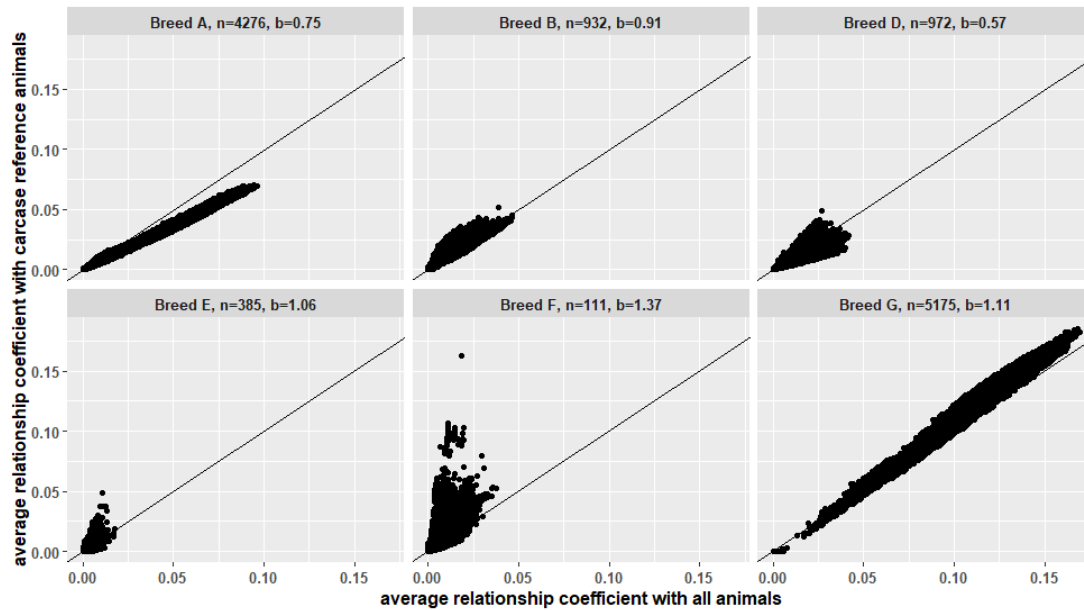 Breed A, n=4276, b=0.75
Breed B, n=932, b=0.91
Breed D, n=972, b=0.57
0.15
0.10
0.05
0.00
Breed E, n=385, b=1.06
Breed F, n=111, b=1.37
Breed G, n=5175, b=1.11
0.15
0.10
0.05
0.00
0.00 0.05 0.10 0.15
0.00 0.05 0.10 0.15
0.00 0.05 0.10 0.15
average relationship coefficient with all animals
average relationship coefficient with carcase reference animals